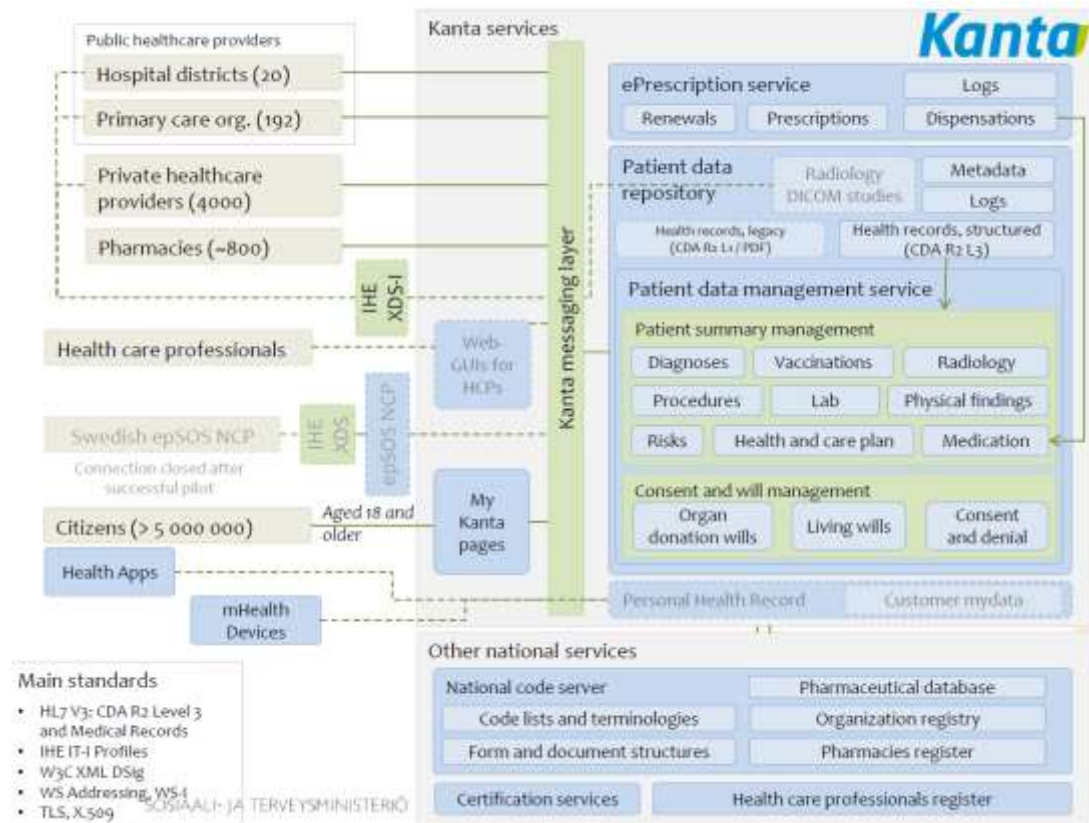 Public healthcare providers
Hospital districts (20)
Primary care org. (192)
Private healthcare
providers (4000)
Pharmacies (~800)
IHE
XDS-I
Health care professionals
Swedish epSOS NCP
Connection closed after
successful pilot
IHE
XDS
epSOS NCP
Citizens (> 5 000 000)
Aged 18 and
older
Health Apps
mHealth
Devices
Main standards
• HL7 V3: CDA R2 Level 3
and Medical Records
• IHE IT-I Profiles
• W3C XML DSig
• WS Addressing, WS-I
• TLS, X.509
SOSIAALI- JA TERVEYSMINISTERIÖ
Kanta services
Kanta
Web-
GUIs for
HCPs
My
Kanta
pages
Kanta messaging layer
ePrescription service
Logs
Renewals
Prescriptions
Dispensations
Patient data
repository
Radiology
DICOM studies
Metadata
Logs
Health records, legacy
(CDA R2 L1 / PDF)
Health records, structured
(CDA R2 L3)
Patient data management service
Patient summary management
Diagnoses
Vaccinations
Radiology
Procedures
Lab
Physical findings
Risks
Health and care plan
Medication
Consent and will management
Organ
donation wills
Living wills
Consent
and denial
Personal Health Record
Customer mydata
Other national services
National code server
Pharmaceutical database
Code lists and terminologies
Organization registry
Form and document structures
Pharmacies register
Certification services
Health care professionals register